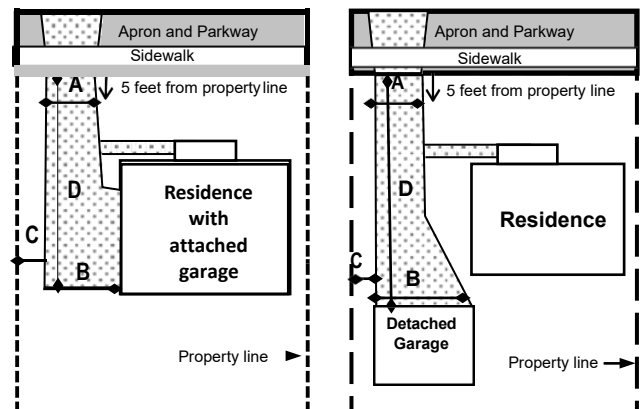 Apron and Parkway
Sidewalk
A
5 feet from property line
D
Residence
with
attached
garage
C
B
Property line
Apron and Parkway
Sidewalk
A
5 feet from property line
D
Residence
C
B
Detached
Garage
Property line